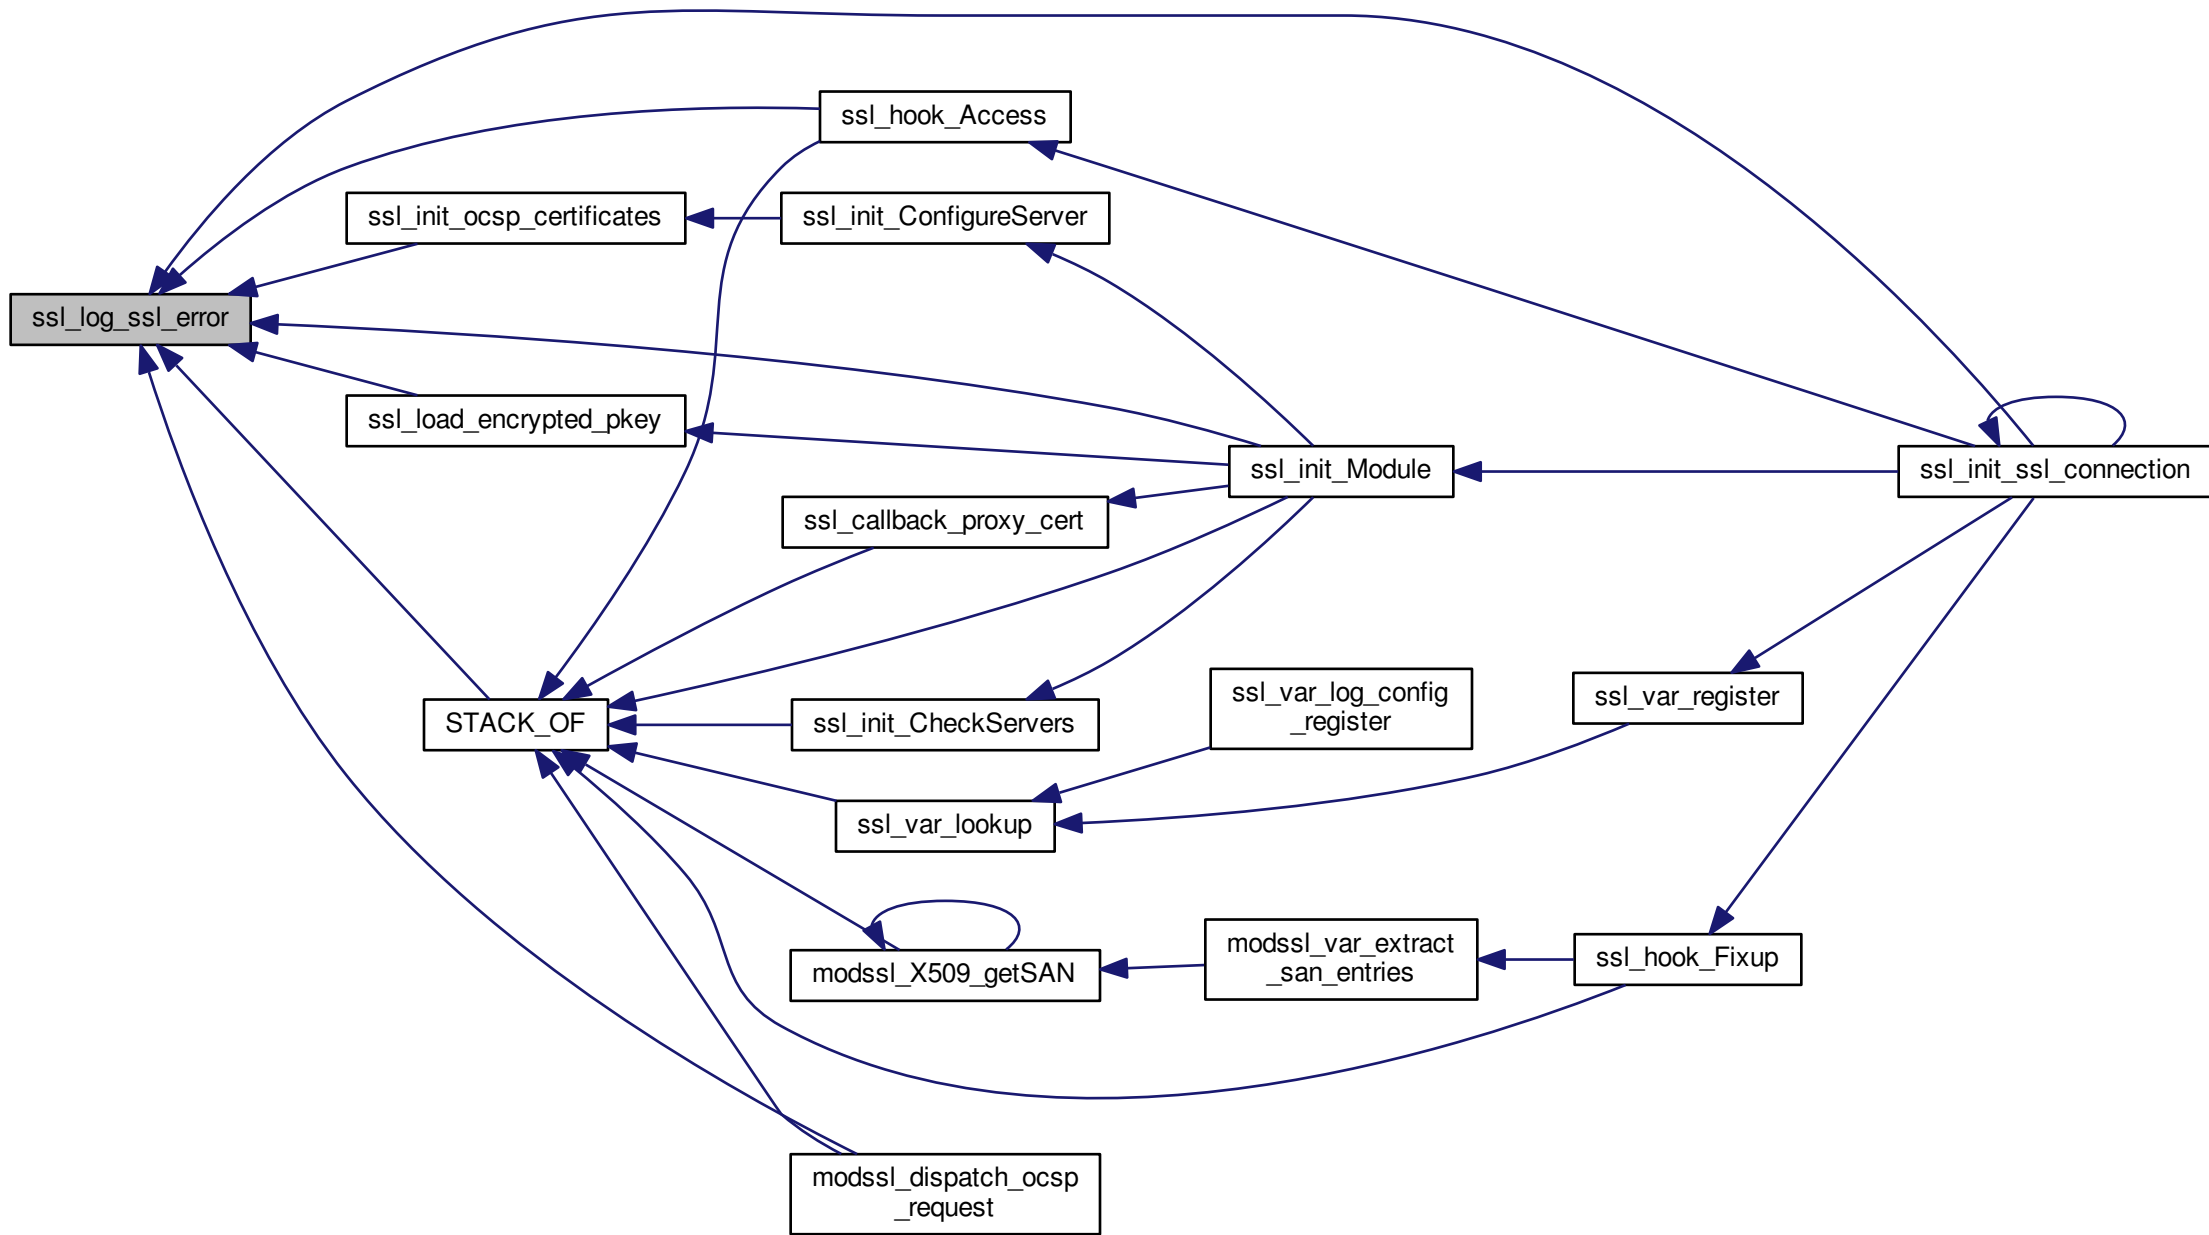 ssl_hook_Access
ssl_init_ocsp_certificates
ssl_init_ConfigureServer
ssl_log_ssl_error
ssl_load_encrypted_pkey
ssl_init_Module
ssl_init_ssl_connection
ssl_callback_proxy_cert
STACK_OF
ssl_init_CheckServers
ssl_var_log_config
_register
ssl_var_register
ssl_var_lookup
modssl_X509_getSAN
modssl_var_extract
_san_entries
ssl_hook_Fixup
modssl_dispatch_ocsp
_request